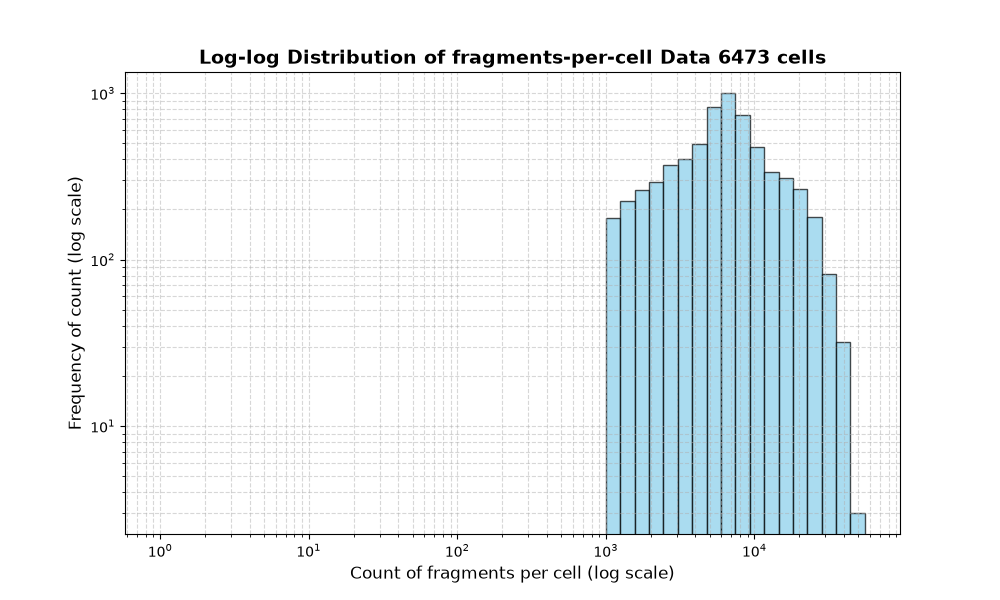 Log-log Distribution of fragments-per-cell Data 6473 cells
Frequency of count (log scale)
10³
10²
10¹
10⁰ 10¹ 10² 10³ 10⁴
Count of fragments per cell (log scale)